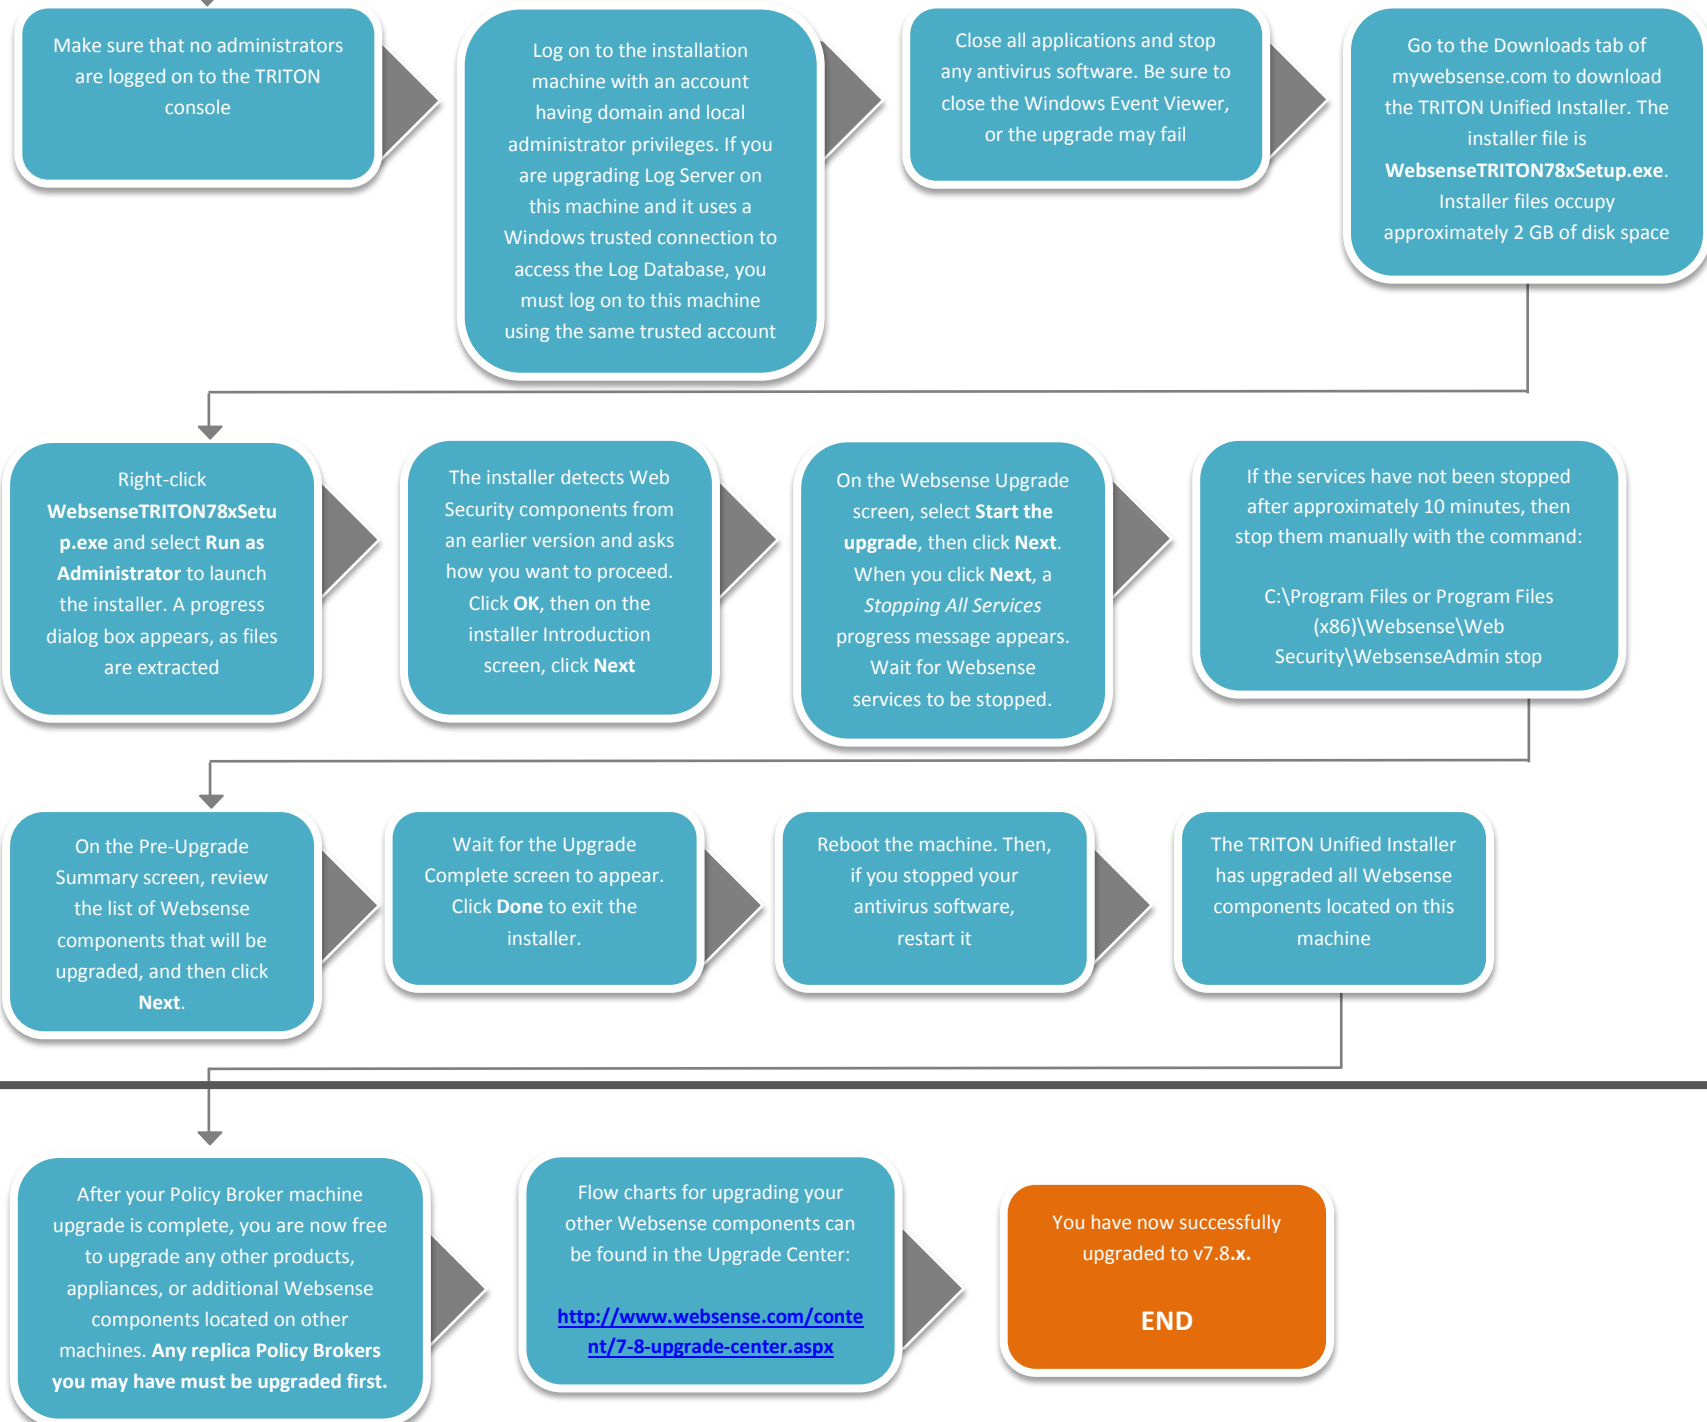 Make sure that no administrators
are logged on to the TRITON
console
Log on to the installation
machine with an account
having domain and local
administrator privileges. If you
are upgrading Log Server on
this machine and it uses a
Windows trusted connection to
access the Log Database, you
must log on to this machine
using the same trusted account
Close all applications and stop
any antivirus software. Be sure to
close the Windows Event Viewer,
or the upgrade may fail
Go to the Downloads tab of
mywebsense.com to download
the TRITON Unified Installer. The
installer file is
WebsenseTRITON78xSetup.exe.
Installer files occupy
approximately 2 GB of disk space
Right-click
WebsenseTRITON78xSetu
p.exe and select Run as
Administrator to launch
the installer. A progress
dialog box appears, as files
are extracted
The installer detects Web
Security components from
an earlier version and asks
how you want to proceed.
Click OK, then on the
installer Introduction
screen, click Next
On the Websense Upgrade
screen, select Start the
upgrade, then click Next.
When you click Next, a
Stopping All Services
progress message appears.
Wait for Websense
services to be stopped.
If the services have not been stopped
after approximately 10 minutes, then
stop them manually with the command:
C:\Program Files or Program Files
(x86)\Websense\Web
Security\WebsenseAdmin stop
On the Pre-Upgrade
Summary screen, review
the list of Websense
components that will be
upgraded, and then click
Next.
Wait for the Upgrade
Complete screen to appear.
Click Done to exit the
installer.
Reboot the machine. Then,
if you stopped your
antivirus software,
restart it
The TRITON Unified Installer
has upgraded all Websense
components located on this
machine
After your Policy Broker machine
upgrade is complete, you are now free
to upgrade any other products,
appliances, or additional Websense
components located on other
machines. Any replica Policy Brokers
you may have must be upgraded first.
Flow charts for upgrading your
other Websense components can
be found in the Upgrade Center:
http://www.websense.com/conte
nt/7-8-upgrade-center.aspx
You have now successfully
upgraded to v7.8.x.
END